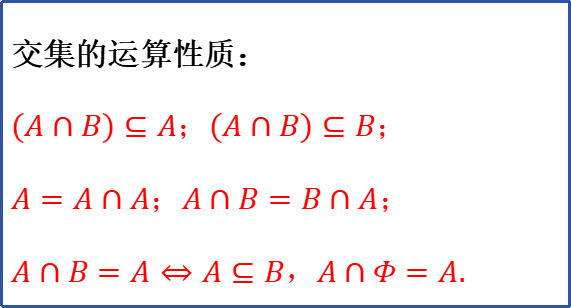 交集的运算性质：
(A ∩ B) ⊆ A；(A ∩ B) ⊆ B；
A = A ∩ A；A ∩ B = B ∩ A；
A ∩ B = A ⇔ A ⊆ B，A ∩ Φ = A.